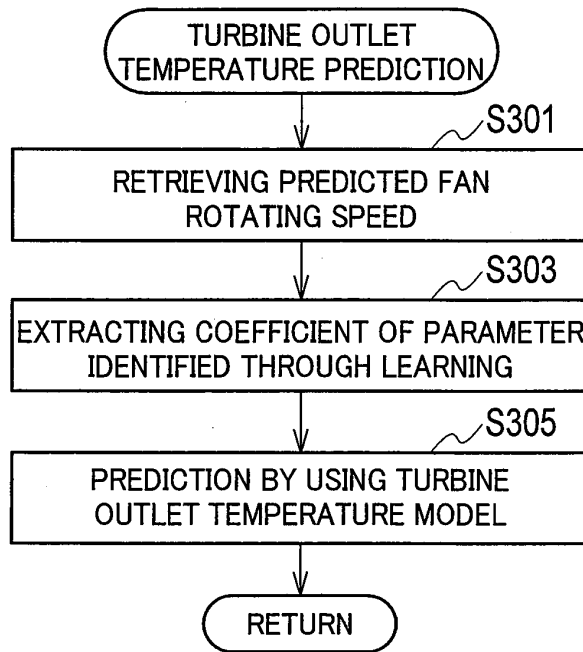 TURBINE OUTLET
TEMPERATURE PREDICTION
S301
RETRIEVING PREDICTED FAN
ROTATING SPEED
S303
EXTRACTING COEFFICIENT OF PARAMETER
IDENTIFIED THROUGH LEARNING
S305
PREDICTION BY USING TURBINE
OUTLET TEMPERATURE MODEL
RETURN